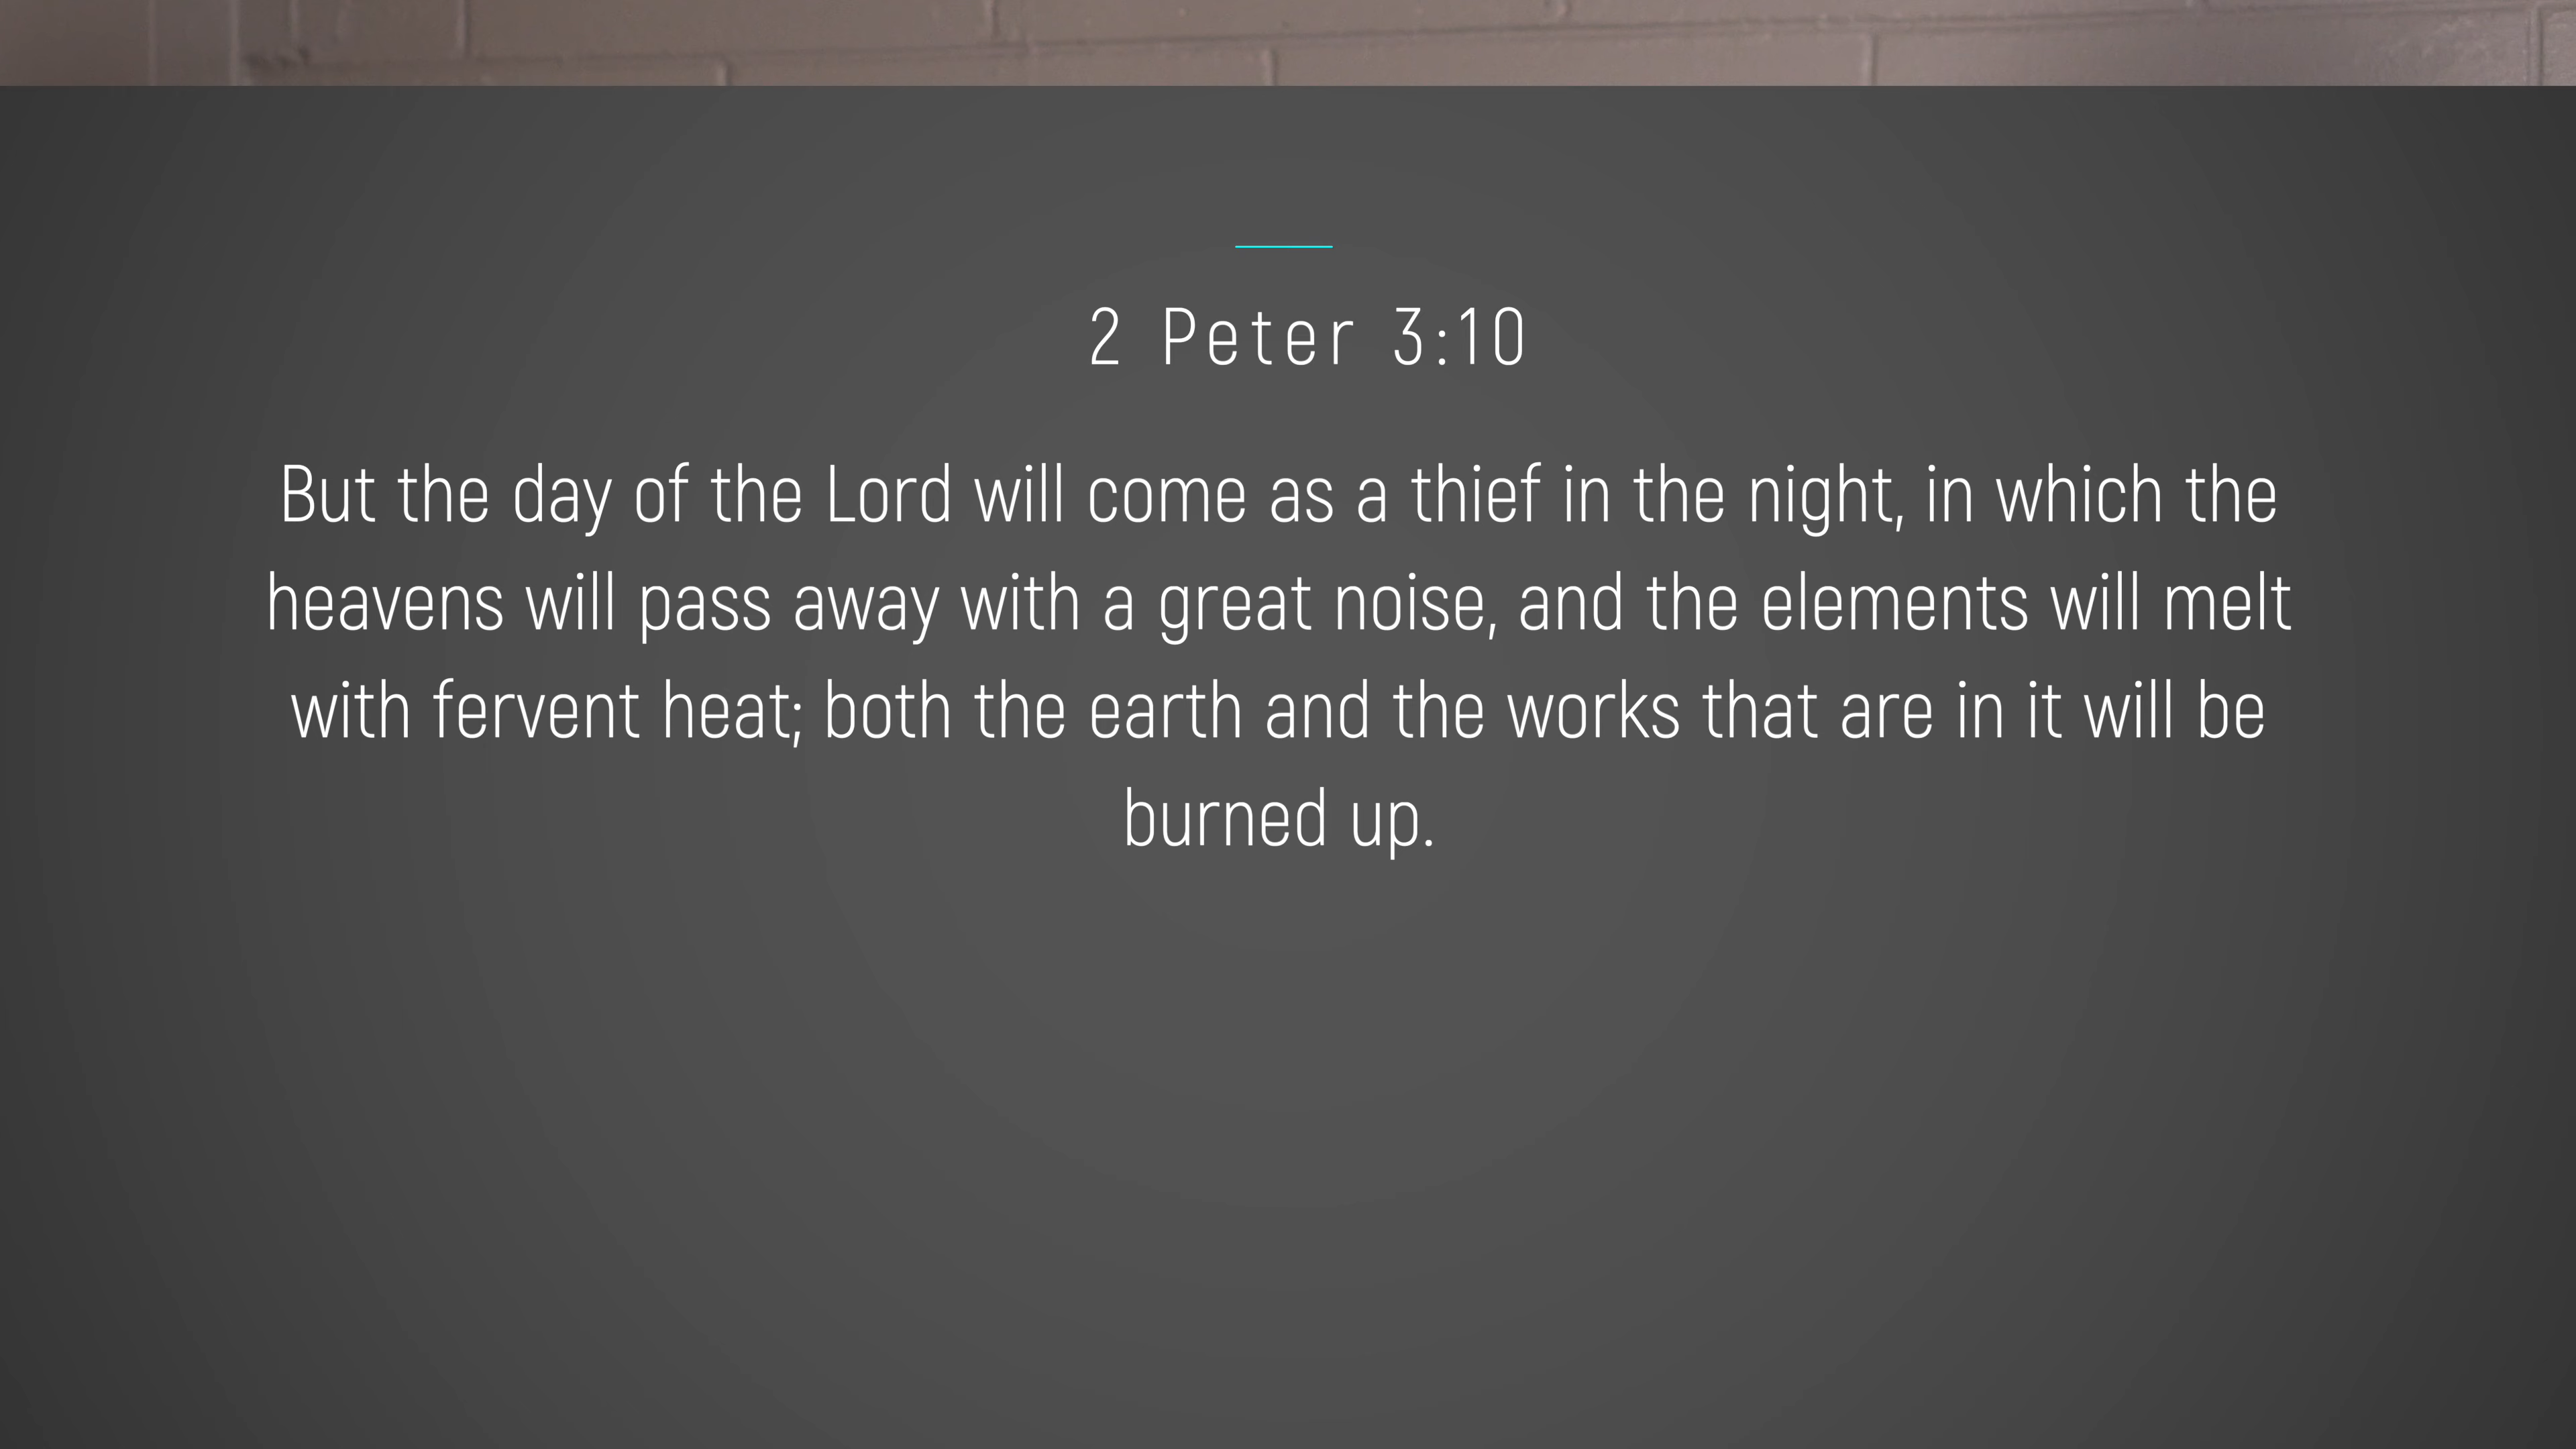 2 Peter 3:10
But the day of the Lord will come as a thief in the night, in which the
heavens will pass away with a great noise, and the elements will melt
with fervent heat; both the earth and the works that are in it will be
burned up.